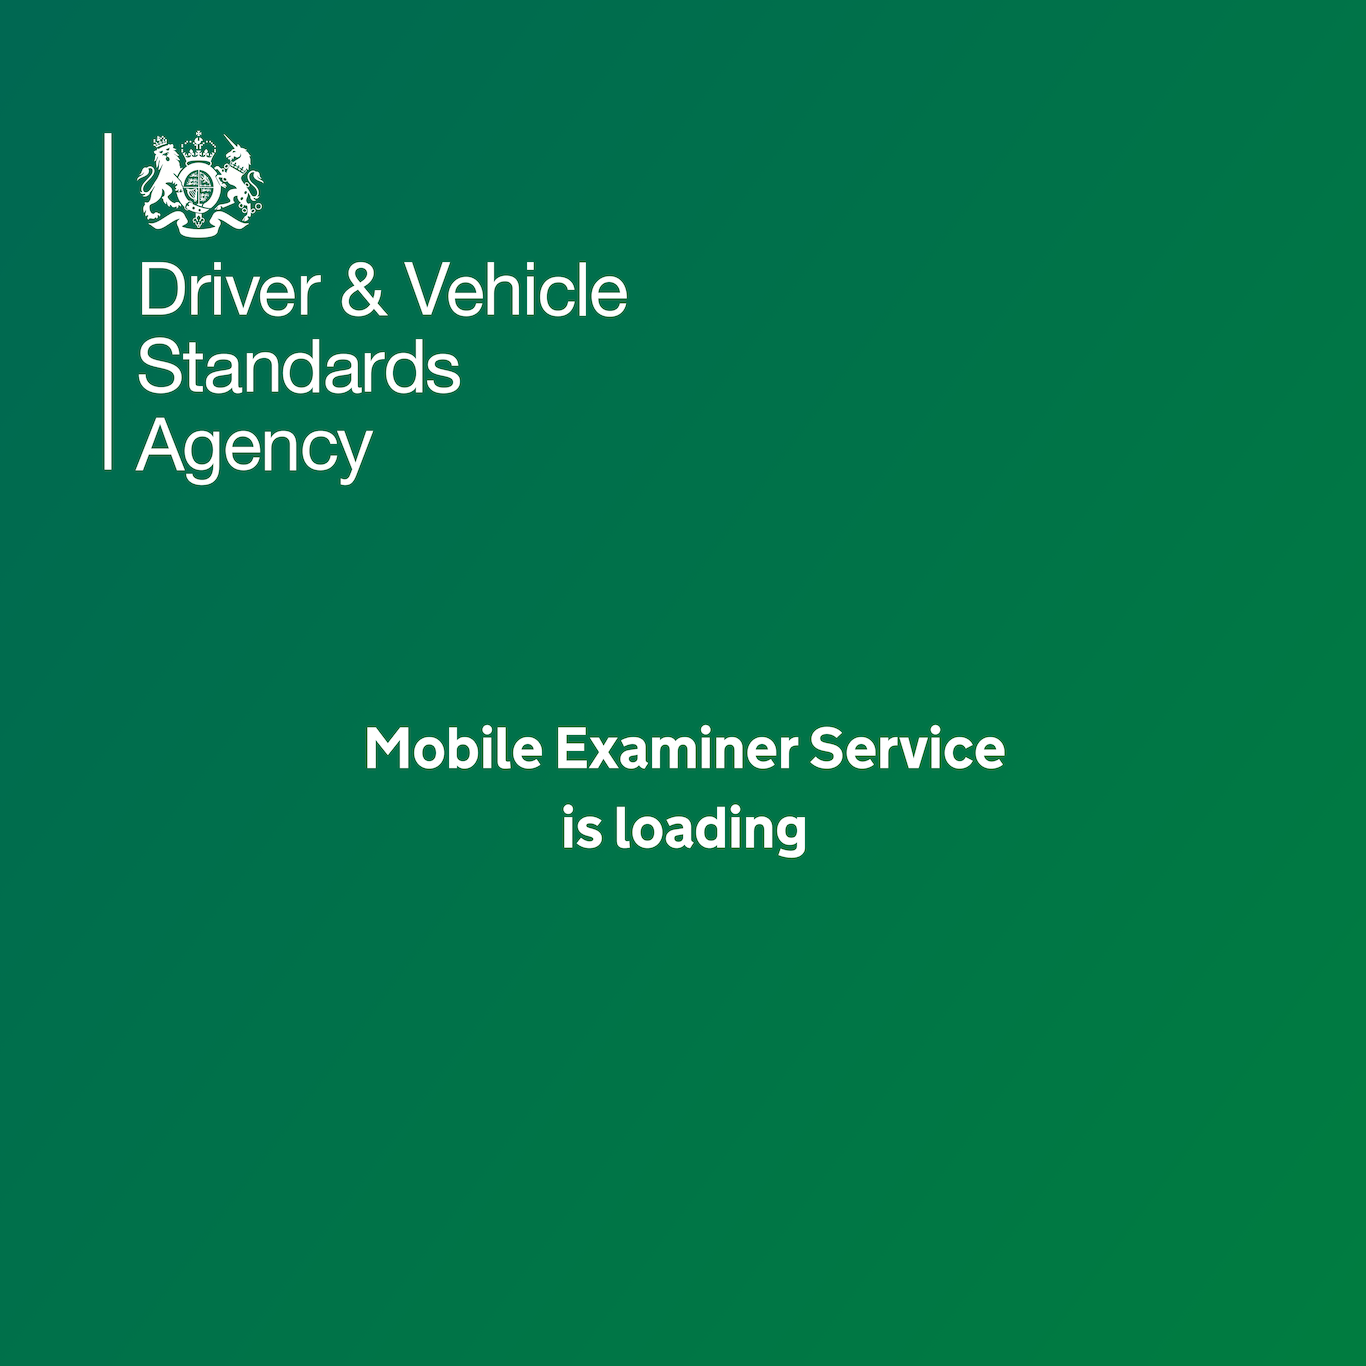 Driver & Vehicle
Standards
Agency
Mobile Examiner Service
is loading